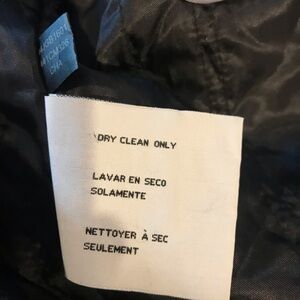 DRY CLEAN ONLY
LAVAR EN SECO
SOLAMENTE
NETTOYER À SEC
SEULEMENT